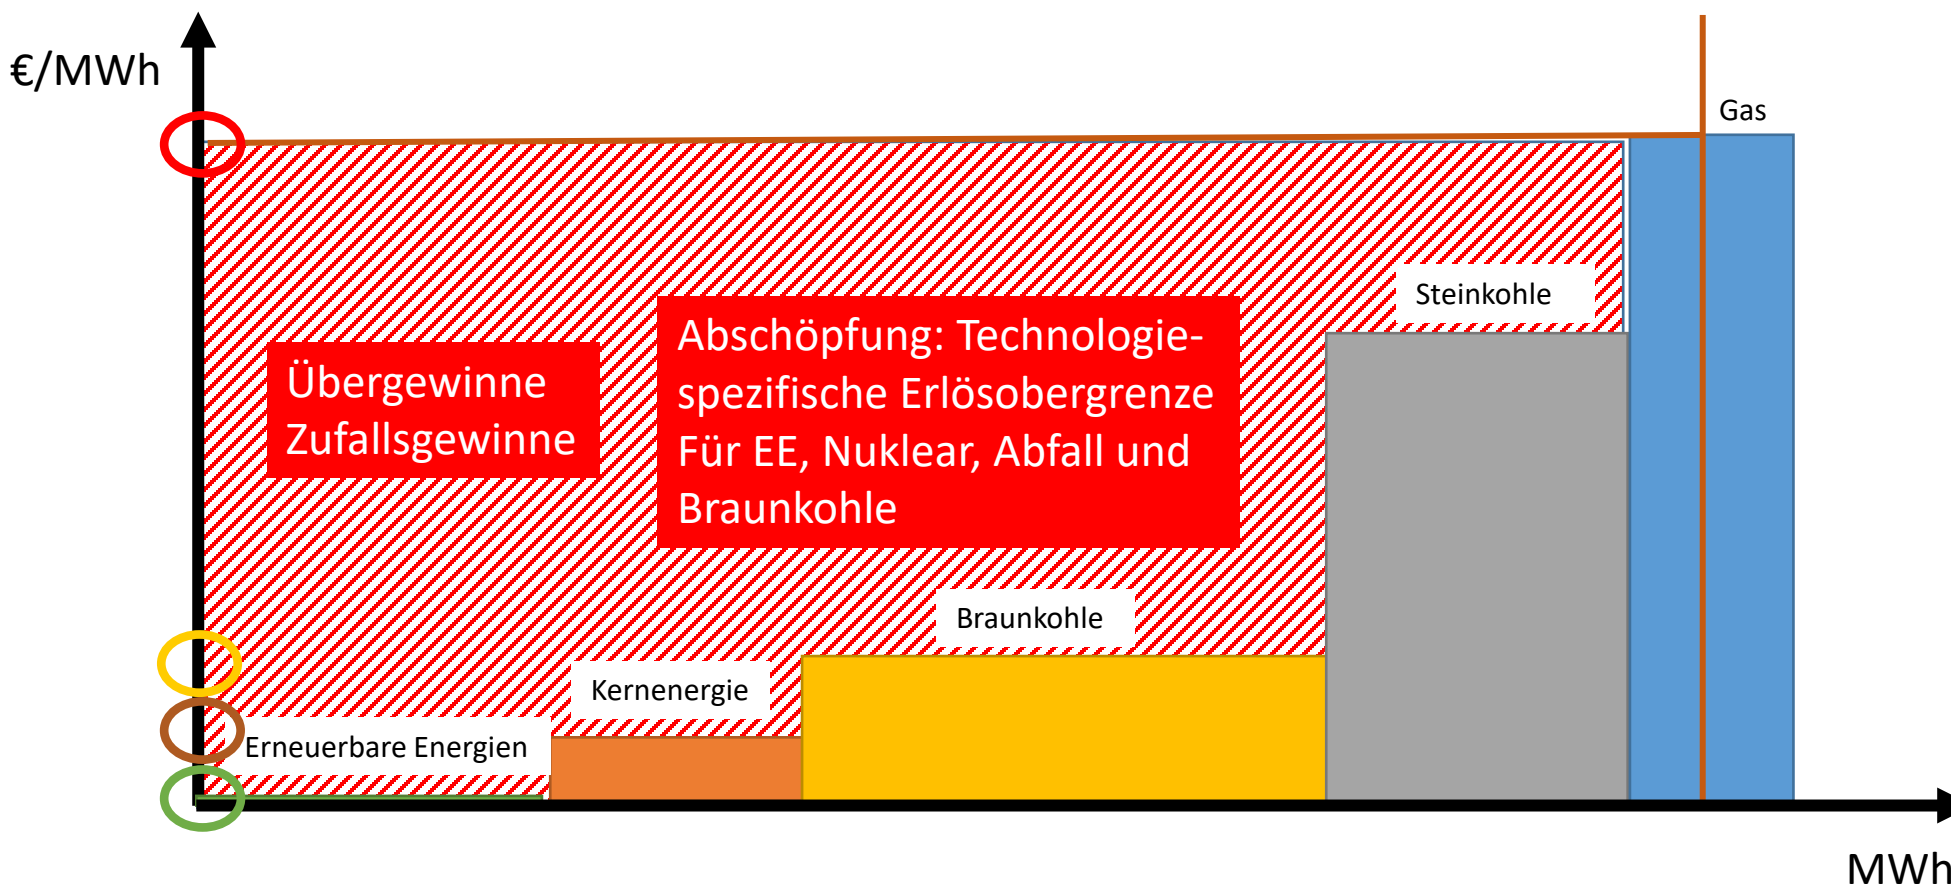 €/MWh
Gas
Steinkohle
Abschöpfung: Technologie-
spezifische Erlösobergrenze
Für EE, Nuklear, Abfall und
Braunkohle
Übergewinne
Zufallsgewinne
Braunkohle
Kernenergie
Erneuerbare Energien
MWh